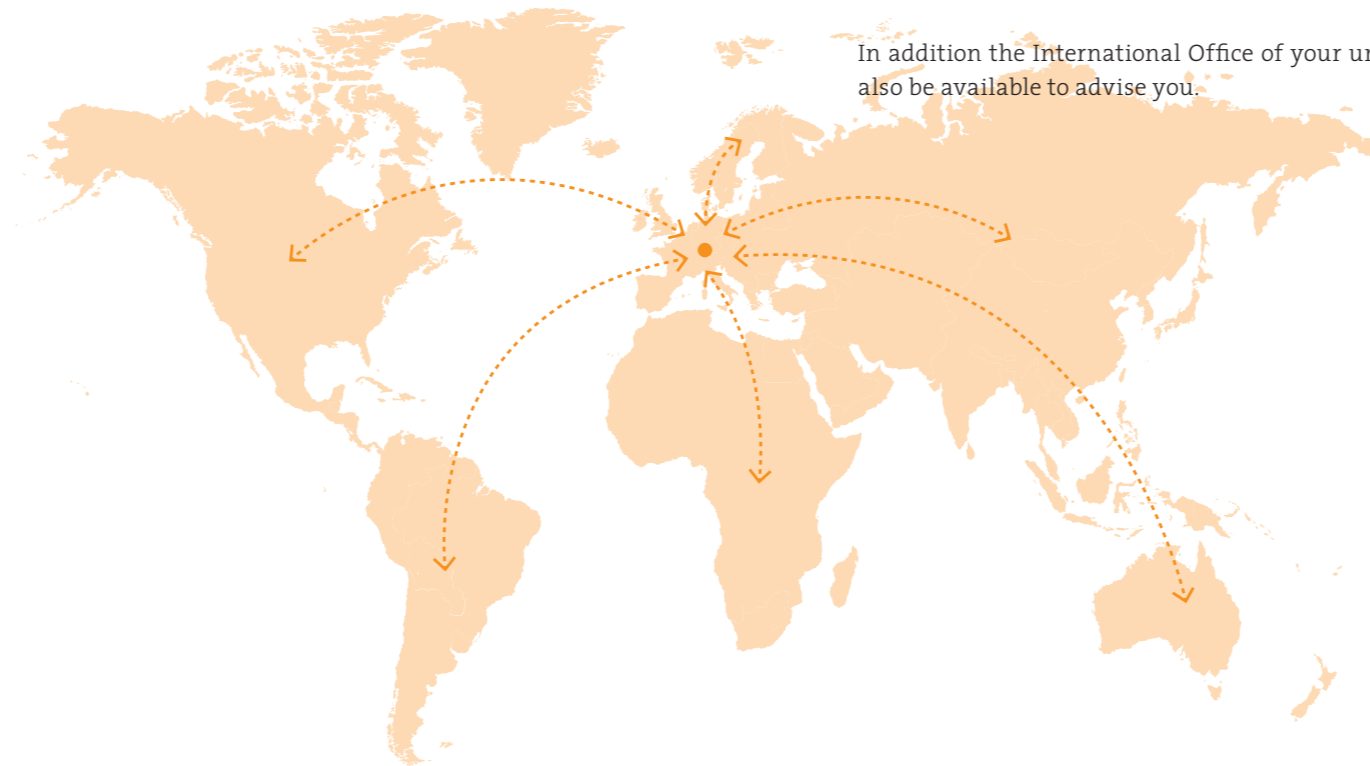 In addition the International Office of your
also be available to advise you.